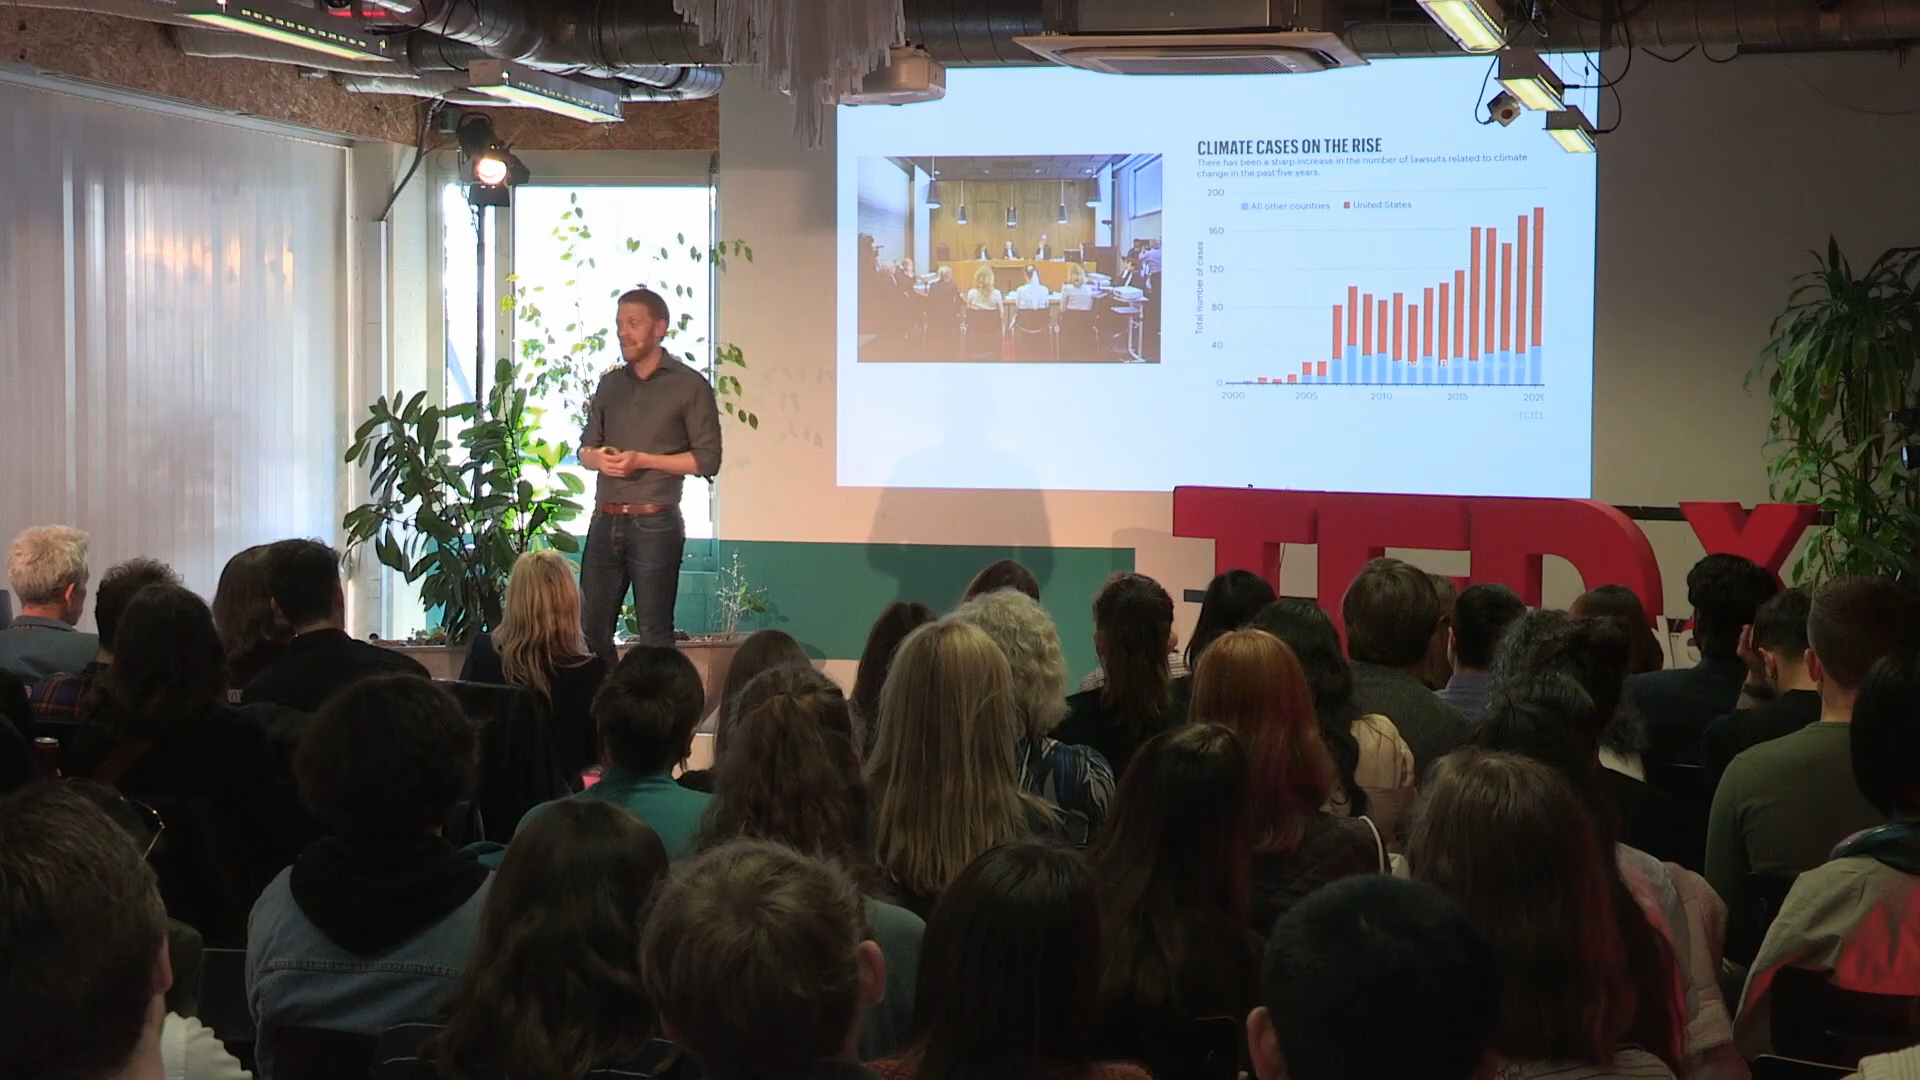 CLIMATE CASES ON THE RISE
There has been a sharp increase in the number of lawsuits related to climate
change in the past five years.
200
All other countries
United States
160
120
80
40
0
Total number of cases
2000
2005
2010
2015
2020
TEDx